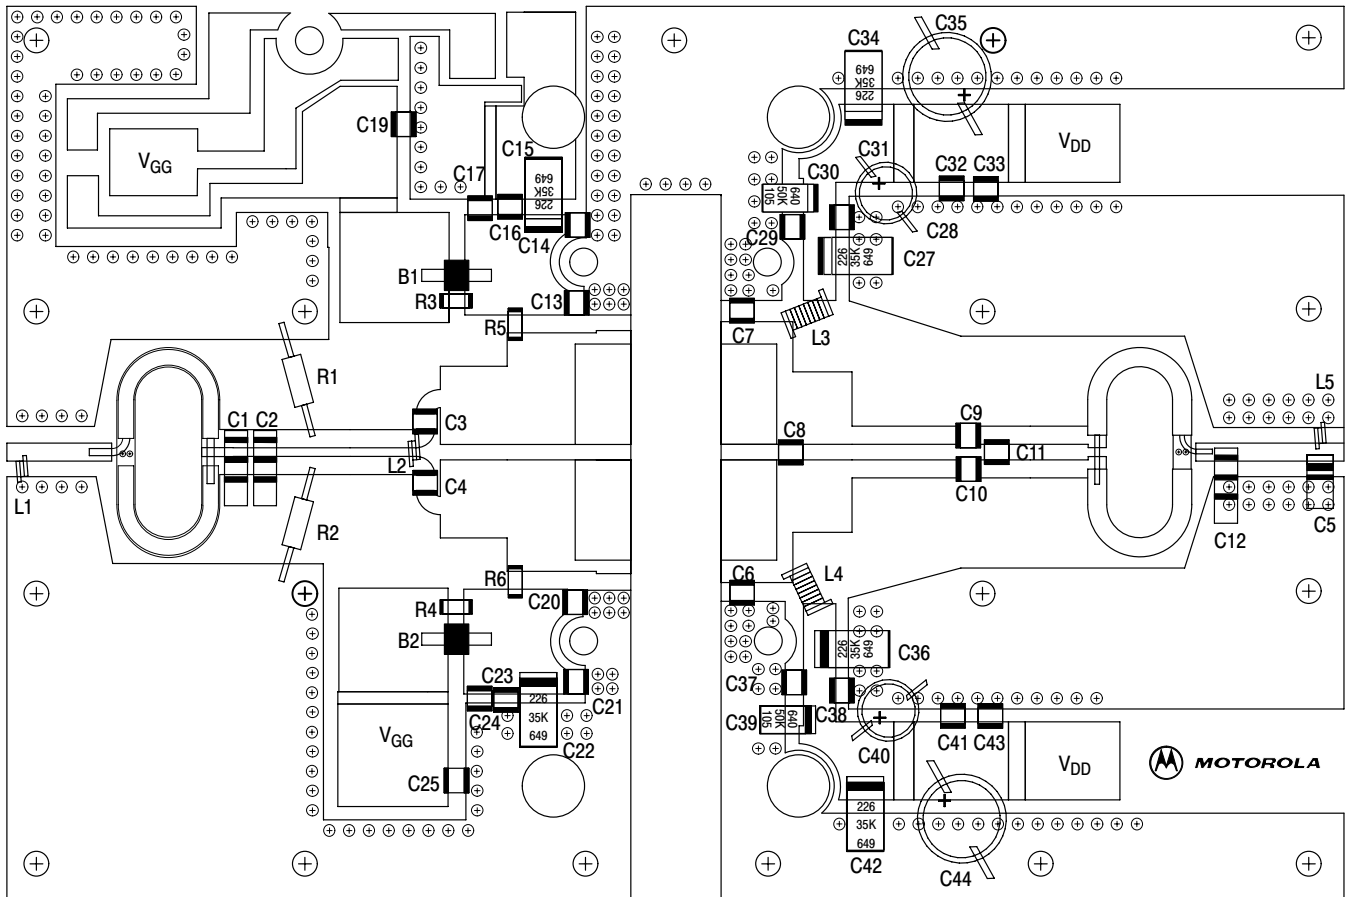 C35
C34
649
35K
226
C19
C15
C31
C32
C33
V_DD
V_GG
C17
649
35K
226
C30
640
50K
105
C16
C14
C29
C28
B1
226
35K
649
C27
R3
C13
R5
C7
L3
R1
L5
C1
C2
C3
C9
C8
C11
L2
L1
C4
C10
C5
R2
C12
R6
C6
L4
C20
R4
B2
226
35K
649
C36
C23
C37
C21
226
35K
649
C24
C39
105
50K
640
C38
V_GG
C22
C40
C41
C43
V_DD
MOTOROLA
C25
226
35K
649
C42
C44